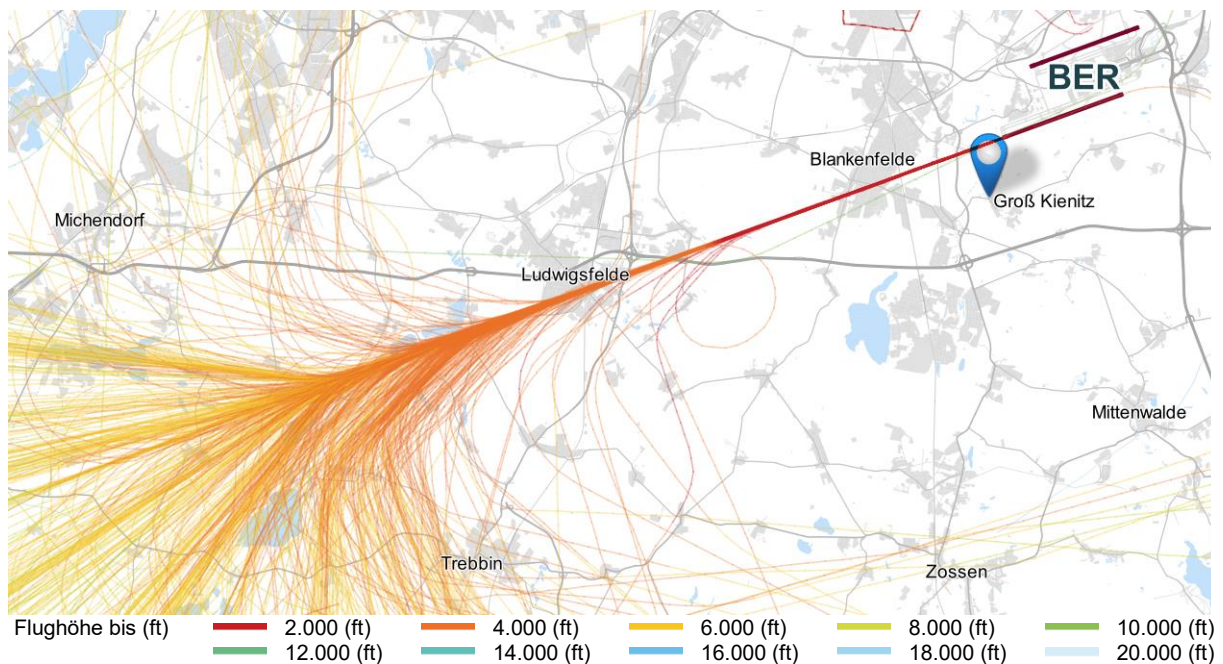 BER
Blankenfelde
Groß Kienitz
Michendorf
Ludwigsfelde
Mittenwalde
Trebbin
Zossen
Flughöhe bis (ft) 2.000 (ft) 4.000 (ft) 6.000 (ft) 8.000 (ft) 10.000 (ft)
12.000 (ft) 14.000 (ft) 16.000 (ft) 18.000 (ft) 20.000 (ft)